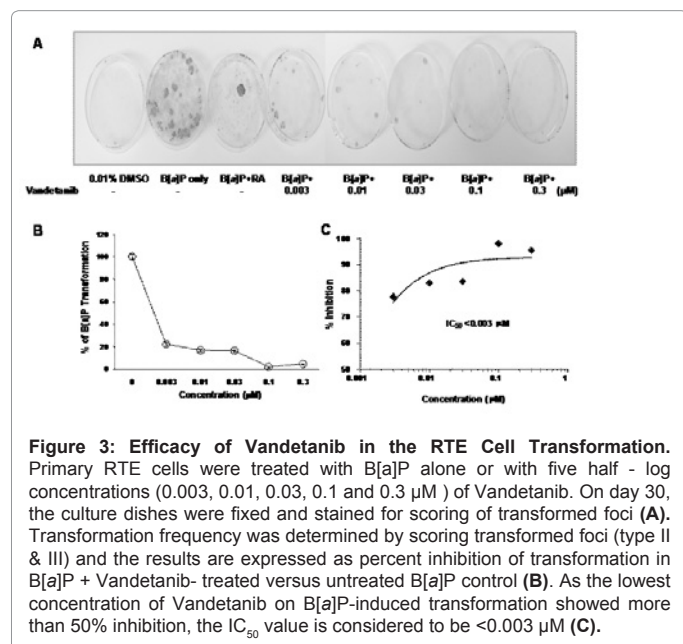 A
0.01% DMSO B[a]P only B[a]P+RA B[a]P+ B[a]P+ B[a]P+ B[a]P+ B[a]P+
Vandetanib - - - 0.003 0.01 0.03 0.1 0.3 (μM)
B
% of B[a]P Transformation
120
100
80
60
40
20
0
0 0.003 0.01 0.03 0.1 0.3
Concentration (μM)
C
% Inhibition
100
90
80
70
60
50
IC50 <0.003 μM
0.001 0.01 0.1 1
Concentration (μM)
Figure 3: Efficacy of Vandetanib in the RTE Cell Transformation.
Primary RTE cells were treated with B[a]P alone or with five half - log
concentrations (0.003, 0.01, 0.03, 0.1 and 0.3 μM ) of Vandetanib. On day 30,
the culture dishes were fixed and stained for scoring of transformed foci (A).
Transformation frequency was determined by scoring transformed foci (type II
& III) and the results are expressed as percent inhibition of transformation in
B[a]P + Vandetanib- treated versus untreated B[a]P control (B). As the lowest
concentration of Vandetanib on B[a]P-induced transformation showed more
than 50% inhibition, the IC50 value is considered to be <0.003 μM (C).